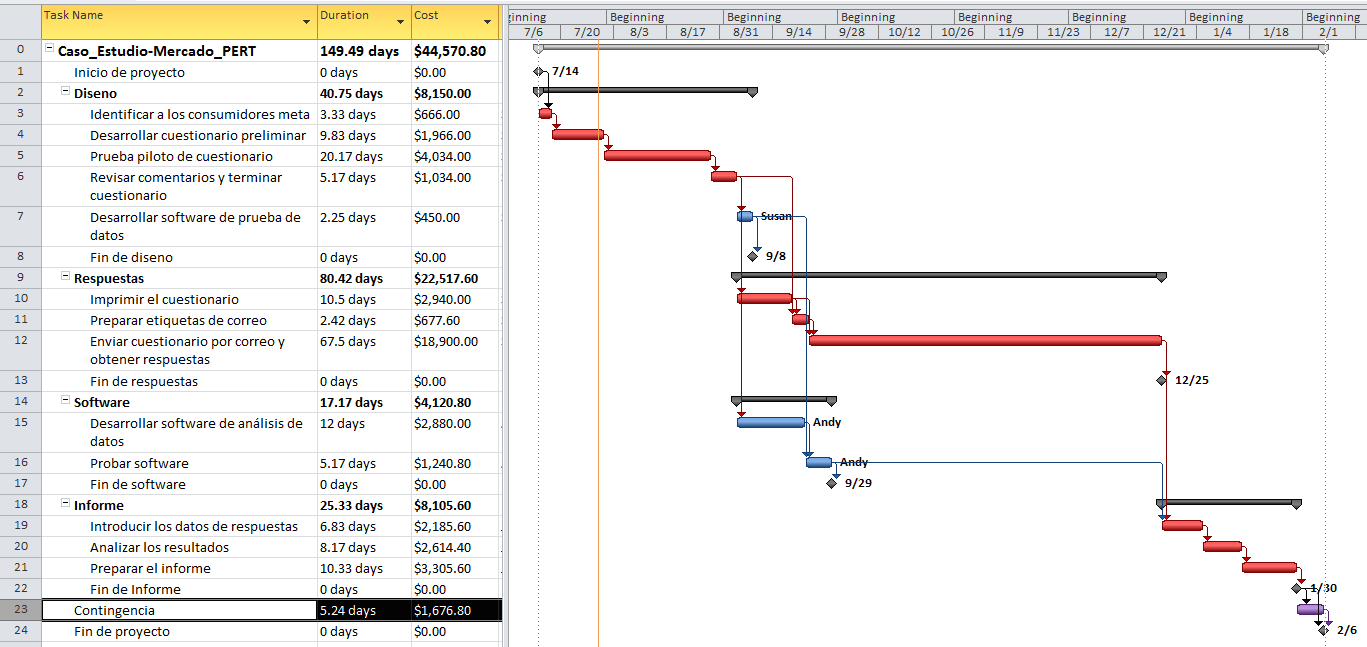 Task Name Duration Cost
ginning Beginning Beginning Beginning Beginning Beginning Beginning Beginning
7/6 7/20 8/3 8/17 8/31 9/14 9/28 10/12 10/26 11/9 11/23 12/7 12/21 1/4 1/18 2/1
0 Caso_Estudio-Mercado_PERT 149.49 days $44,570.80
1 Inicio de proyecto 0 days $0.00 7/14
2 Diseno 40.75 days $8,150.00
3 Identificar a los consumidores meta 3.33 days $666.00
4 Desarrollar cuestionario preliminar 9.83 days $1,966.00
5 Prueba piloto de cuestionario 20.17 days $4,034.00
6 Revisar comentarios y terminar 5.17 days $1,034.00
cuestionario
7 Desarrollar software de prueba de 2.25 days $450.00 Susan
datos
8 Fin de diseno 0 days $0.00 9/8
9 Respuestas 80.42 days $22,517.60
10 Imprimir el cuestionario 10.5 days $2,940.00
11 Preparar etiquetas de correo 2.42 days $677.60
12 Enviar cuestionario por correo y 67.5 days $18,900.00
obtener respuestas
13 Fin de respuestas 0 days $0.00 12/25
14 Software 17.17 days $4,120.80
15 Desarrollar software de análisis de 12 days $2,880.00 Andy
datos
16 Probar software 5.17 days $1,240.80 Andy
17 Fin de software 0 days $0.00 9/29
18 Informe 25.33 days $8,105.60
19 Introducir los datos de respuestas 6.83 days $2,185.60
20 Analizar los resultados 8.17 days $2,614.40
21 Preparar el informe 10.33 days $3,305.60
22 Fin de Informe 0 days $0.00 1/30
23 Contingencia 5.24 days $1,676.80
24 Fin de proyecto 0 days $0.00 2/6